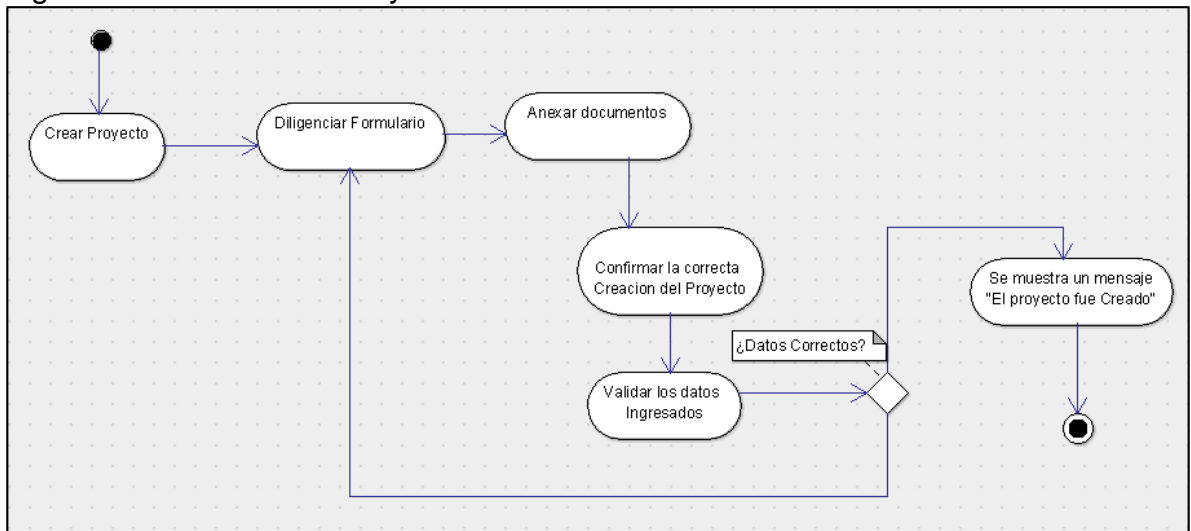 Crear Proyecto
Diligenciar Formulario
Anexar documentos
Confirmar la correcta
Creacion del Proyecto
Se muestra un mensaje
"El proyecto fue Creado"
¿Datos Correctos?
Validar los datos
Ingresados